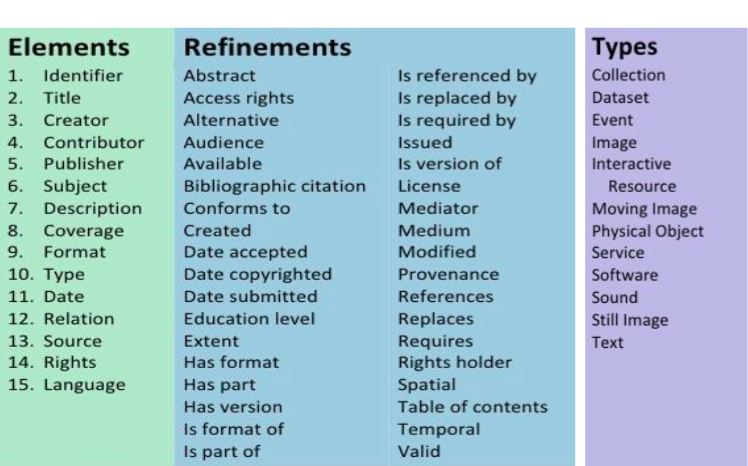 Elements
1. Identifier
2. Title
3. Creator
4. Contributor
5. Publisher
6. Subject
7. Description
8. Coverage
9. Format
10. Type
11. Date
12. Relation
13. Source
14. Rights
15. Language
Refinements
Abstract
Access rights
Alternative
Audience
Available
Bibliographic citation
Conforms to
Created
Date accepted
Date copyrighted
Date submitted
Education level
Extent
Has format
Has part
Has version
Is format of
Is part of
Is referenced by
Is replaced by
Is required by
Issued
Is version of
License
Mediator
Medium
Modified
Provenance
References
Replaces
Requires
Rights holder
Spatial
Table of contents
Temporal
Valid
Types
Collection
Dataset
Event
Image
Interactive
Resource
Moving Image
Physical Object
Service
Software
Sound
Still Image
Text